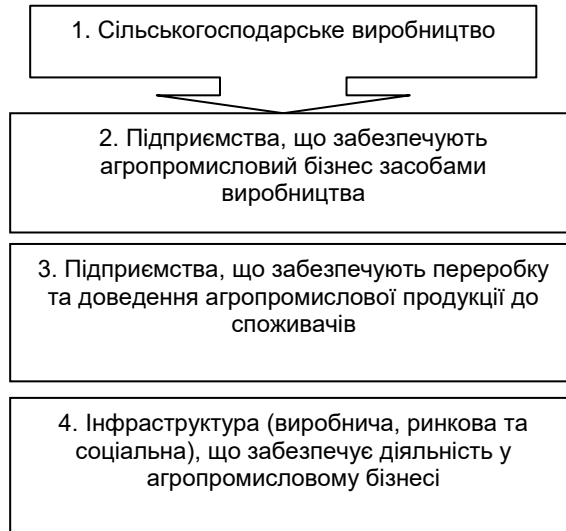 1. Сільськогосподарське виробництво
2. Підприємства, що забезпечують
агропромисловий бізнес засобами
виробництва
3. Підприємства, що забезпечують переробку
та доведення агропромислової продукції до
споживачів
4. Інфраструктура (виробнича, ринкова та
соціальна), що забезпечує діяльність у
агропромисловому бізнесі